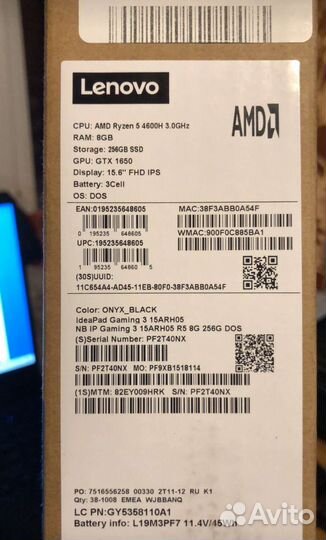 Lenovo
CPU: AMD Ryzen 5 4600H 3.0GHz
RAM: 8GB
Storage: 256GB SSD
GPU: GTX 1650
Display: 15.6" FHD IPS
Battery: 3Cell
OS: DOS
AMD
EAN:0195235648605
MAC:38F3ABB0A54F
0 195235 648605
WMAC:900F0C885BA1
UPC:195235648605
1 95235 64860 5
(30S)UUID:
11C654A4-AD45-11EB-80F0-38F3ABB0A54F
Color: ONYX_BLACK
IdeaPad Gaming 3 15ARH05
NB IP Gaming 3 15ARH05 R5 8G 256G DOS
(S)Serial Number: PF2T40NX
S/N: PF2T40NX MO: PF9XB1518114
(1S)MTM: 82EY009HRK S/N: PF2T40NX
PO: 7516556258 00330 2T11-12 RU K1
Qty: 38-1008 EMEA WJBBANQ
LC PN:GY5358110A1
Battery info: L19M3PF7 11.4V/45Wh
Avito